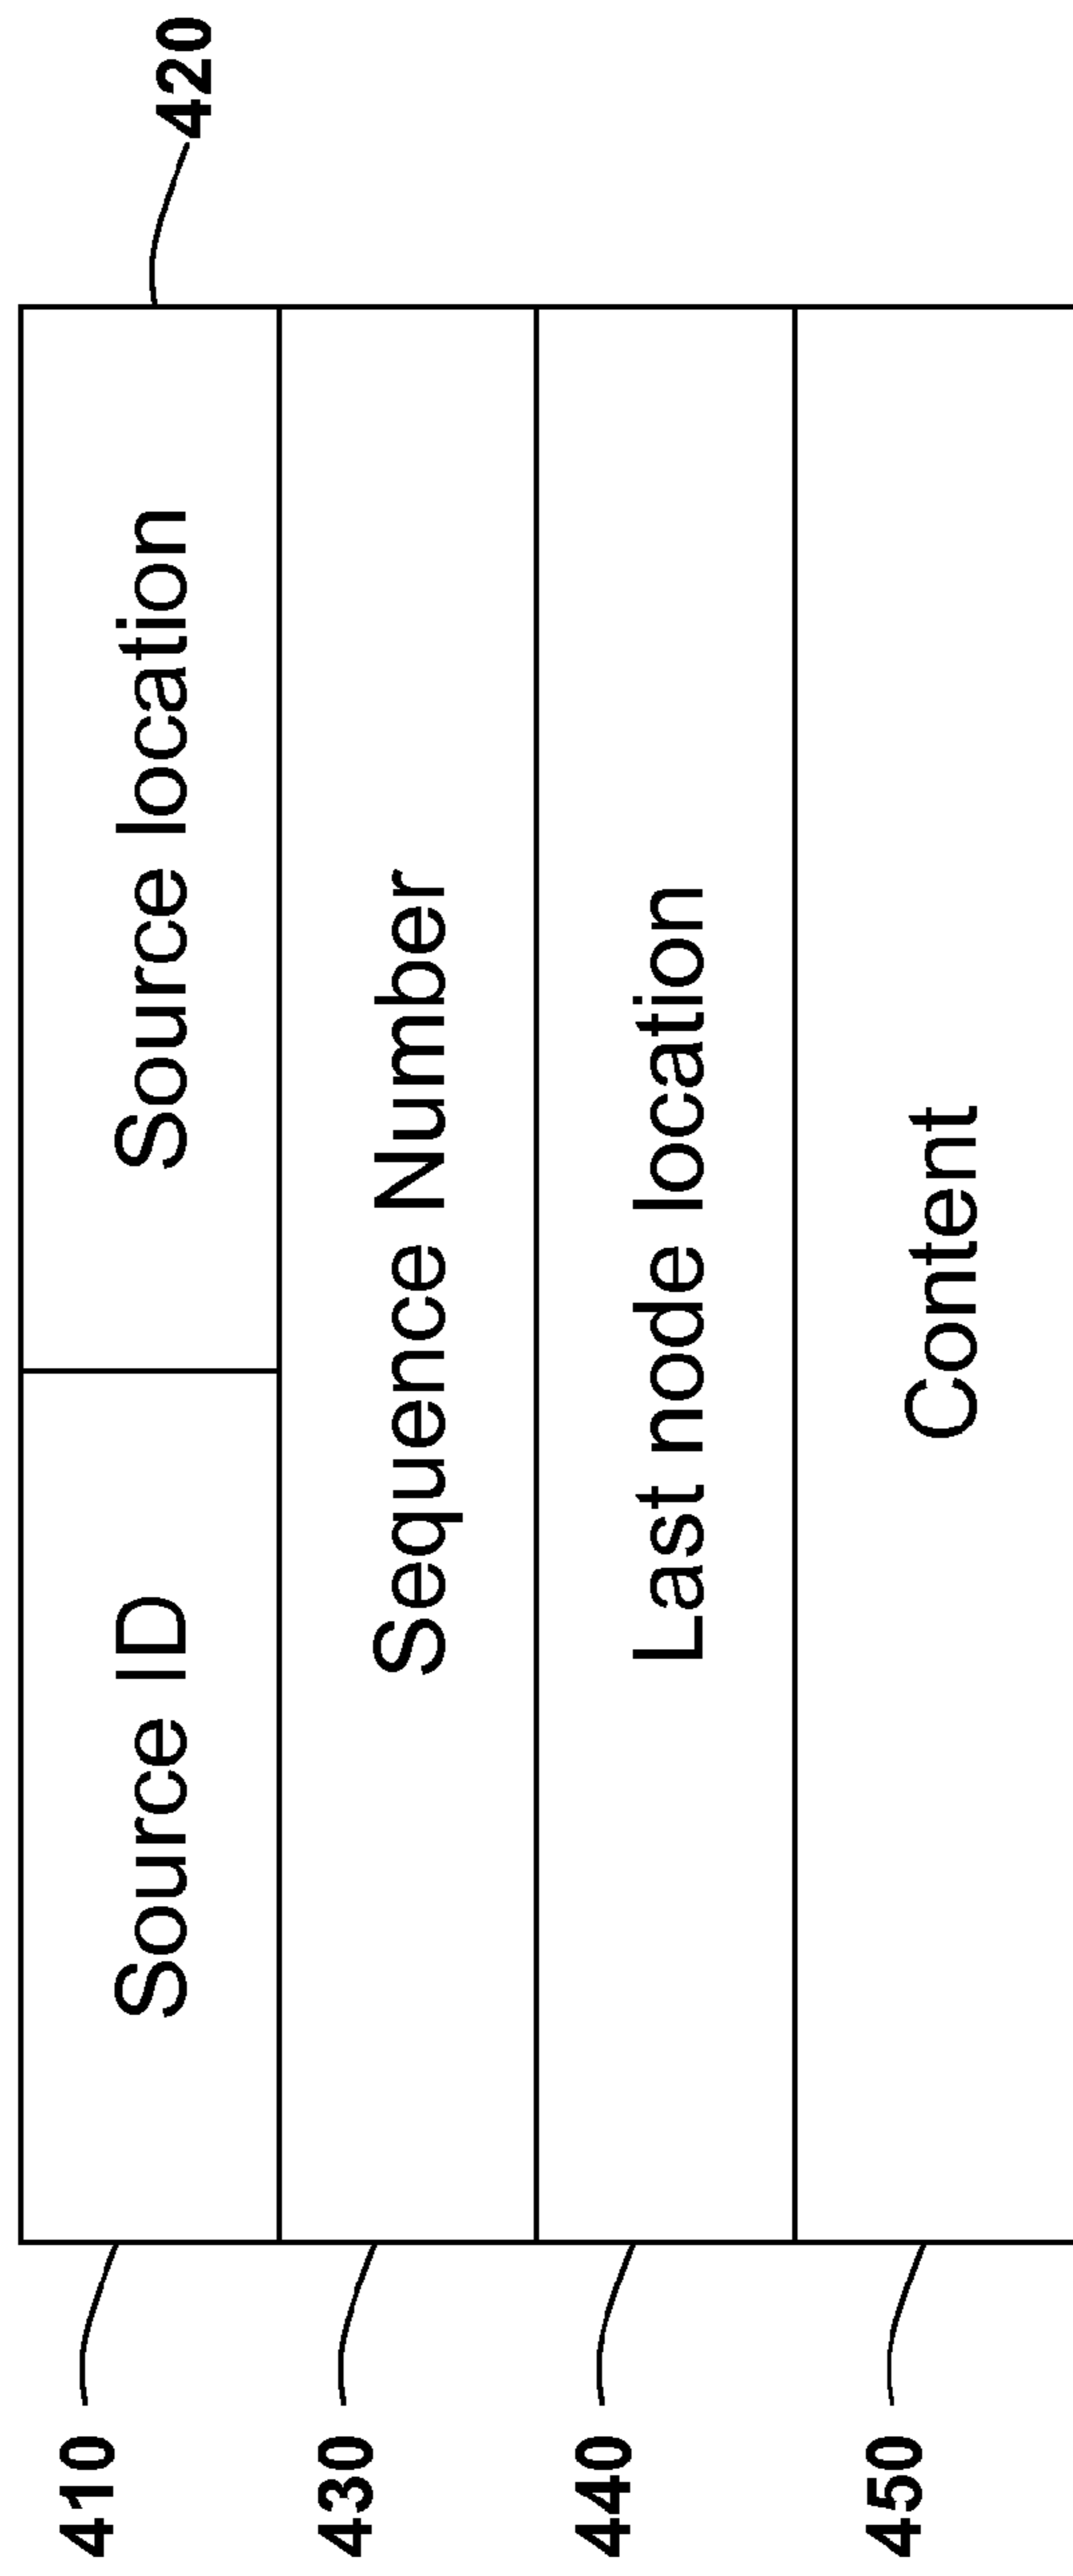 410 Source ID Source location 420
430 Sequence Number
440 Last node location
450 Content